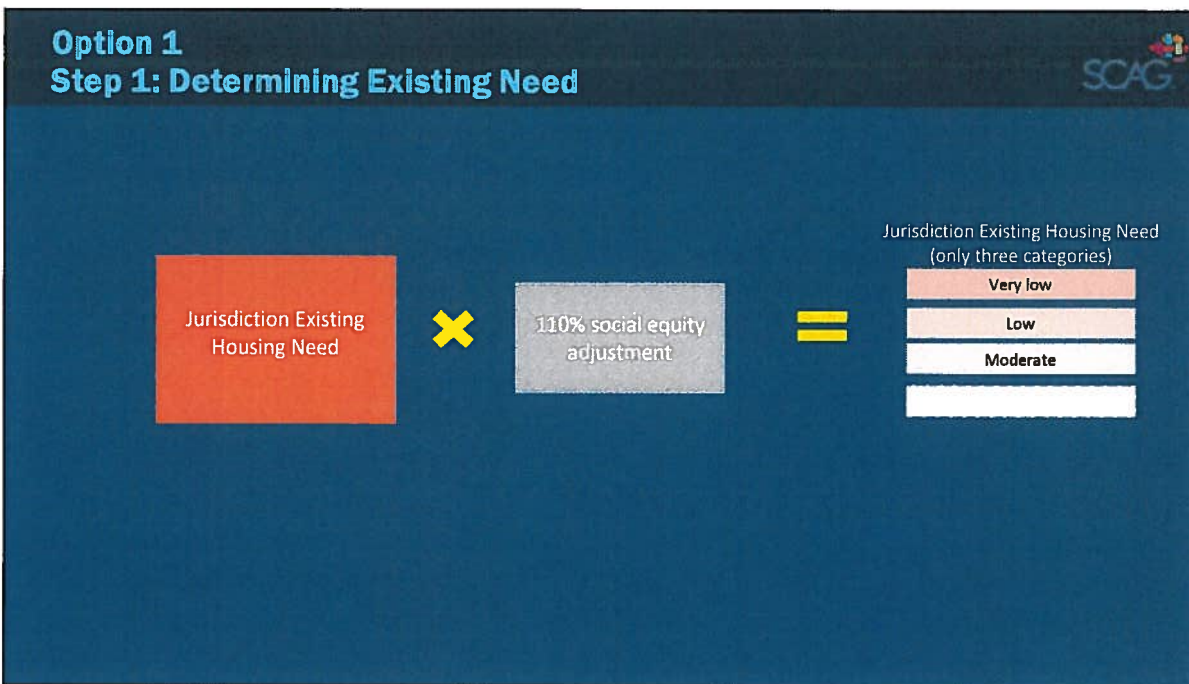 Option 1
Step 1: Determining Existing Need
SCAG
Jurisdiction Existing
Housing Need
110% social equity
adjustment
Jurisdiction Existing Housing Need
(only three categories)
Very low
Low
Moderate